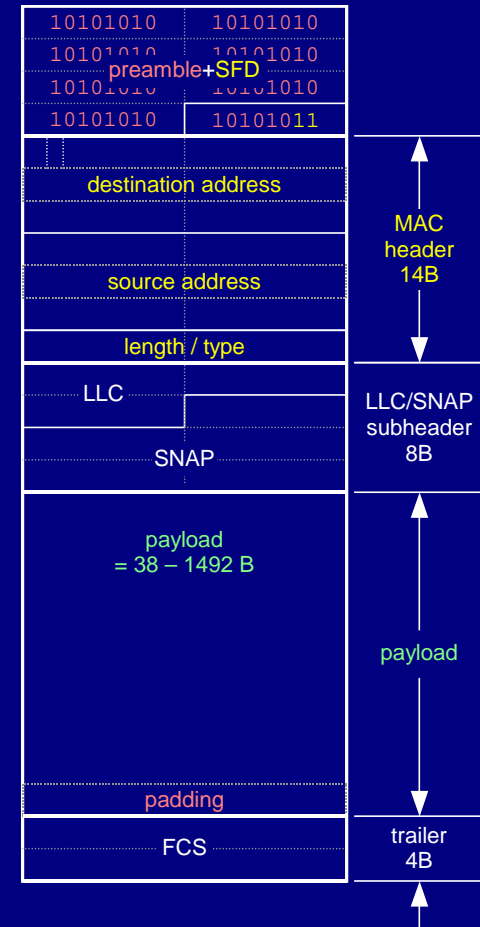 10101010 10101010
10101010 10101010
preamble+SFD
10101010 10101010
10101010 10101011
destination address
MAC
header
14B
source address
length / type
LLC
LLC/SNAP
subheader
8B
SNAP
payload
= 38 – 1492 B
payload
padding
FCS
trailer
4B